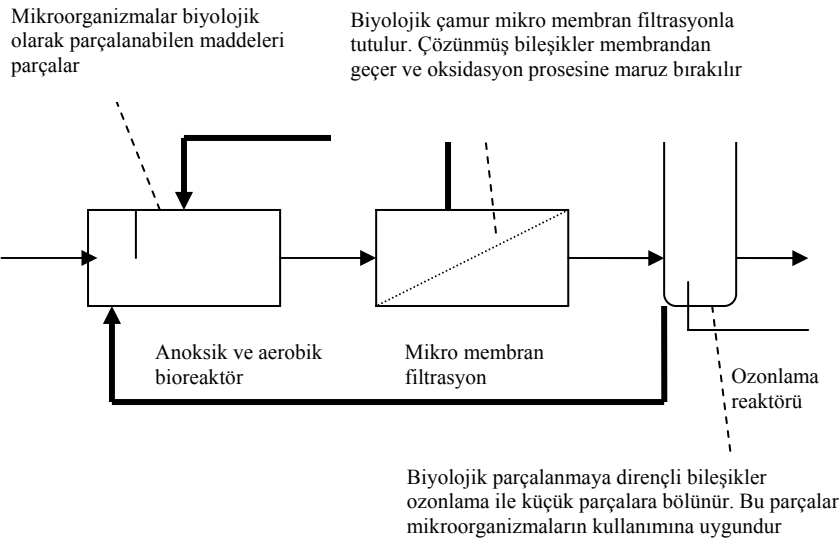 Mikroorganizmalar biyolojik
olarak parçalanabilen maddeleri
parçalar
Biyolojik çamur mikro membran filtrasyonla
tutulur. Çözünmüş bileşikler membrandan
geçer ve oksidasyon prosesine maruz bırakılır
Anoksik ve aerobik
bioreaktör
Mikro membran
filtrasyon
Ozonlama
reaktörü
Biyolojik parçalanmaya dirençli bileşikler
ozonlama ile küçük parçalara bölünür. Bu parçalar
mikroorganizmaların kullanımına uygundur